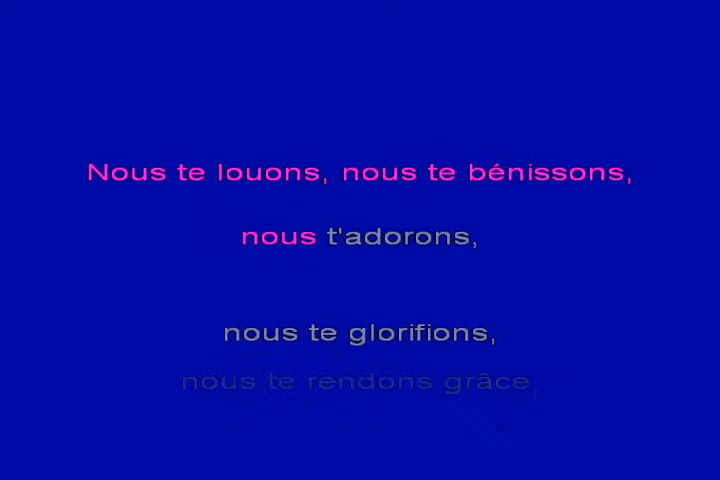 Nous te louons, nous te bénissons,
nous t'adorons,
nous te glorifions,
nous te rendons grâce,